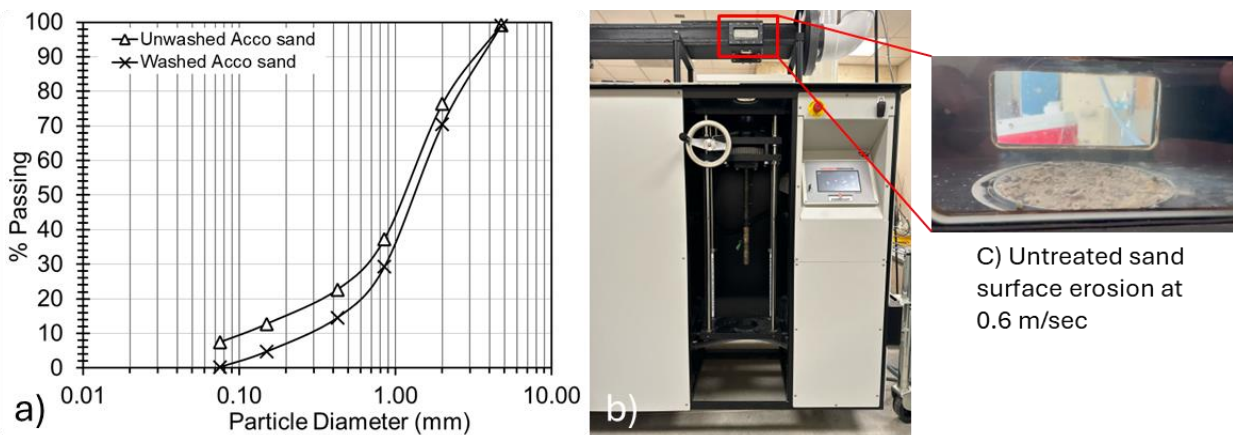 100
90
80
70
60
50
40
30
20
10
0
% Passing
Unwashed Acco sand
Washed Acco sand
0.01
0.10
1.00
10.00
Particle Diameter (mm)
a)
b)
C) Untreated sand
surface erosion at
0.6 m/sec